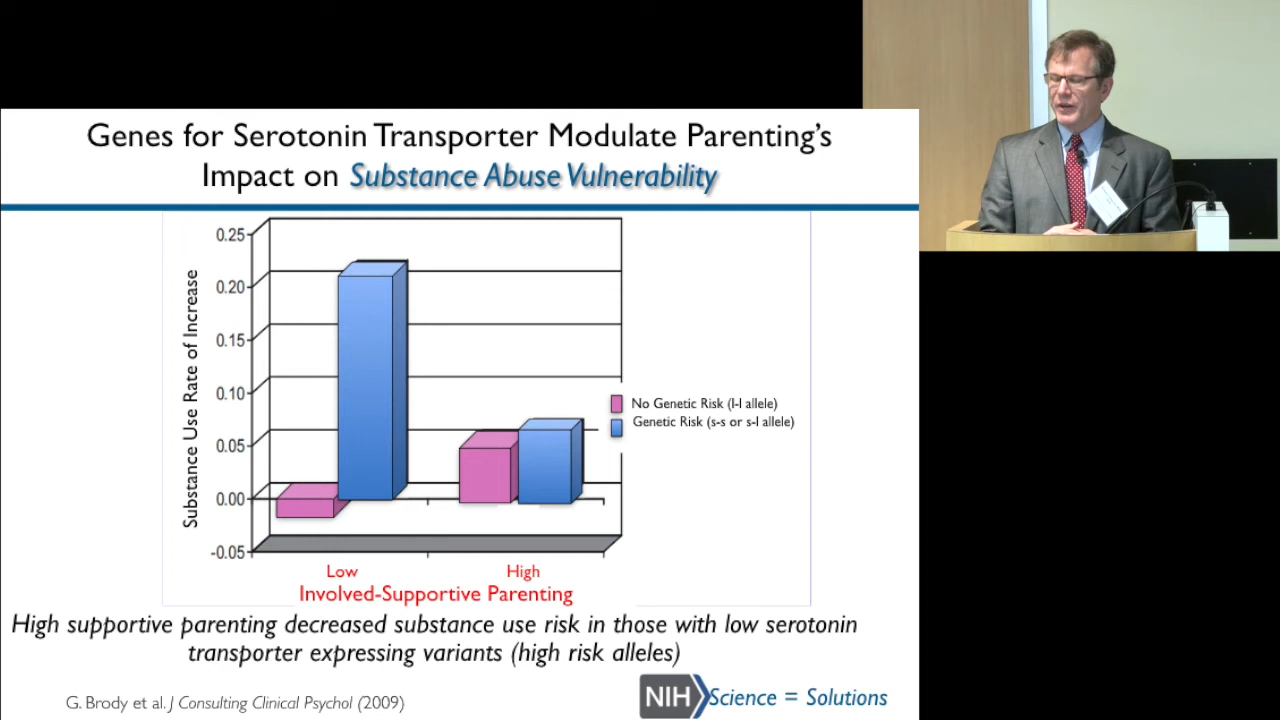 Genes for Serotonin Transporter Modulate Parenting's
Impact on Substance Abuse Vulnerability
Substance Use Rate of Increase
0.25
0.20
0.15
0.10
0.05
0.00
-0.05
No Genetic Risk (l-l allele)
Genetic Risk (s-s or s-l allele)
Low High
Involved-Supportive Parenting
High supportive parenting decreased substance use risk in those with low serotonin
transporter expressing variants (high risk alleles)
G. Brody et al. J Consulting Clinical Psychol (2009)
NIH Science = Solutions